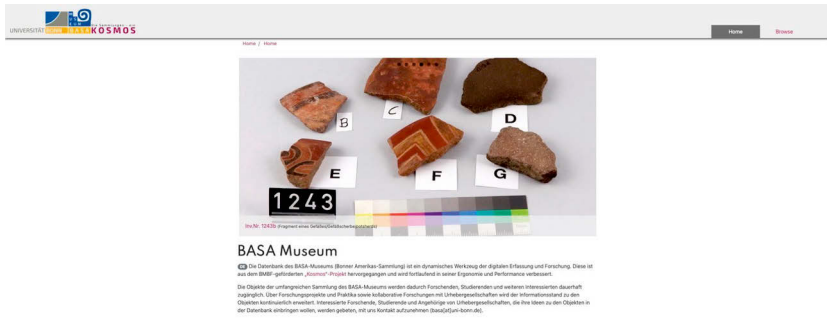 Die Sammlungen · ein
UNIVERSITÄT BONN BASA KOSMOS
Home
Browse
Home / Home
B
C
D
E
F
G
1243
Inv.Nr. 1243b (Fragment eines Gefäßes/Gefäßscherbe
BASA Museum
DE Die Datenbank des BASA-Museums (Bonner Amerikas-Sammlung) ist ein dynamisches Werkzeug der digitalen Erfassung und Forschung. Diese ist
aus dem BMBF-geförderten „Kosmos“-Projekt hervorgegangen und wird fortlaufend in seiner Ergonomie und Performance verbessert.
Die Objekte der umfangreichen Sammlung des BASA-Museums werden dadurch Forschenden, Studierenden und weiteren Interessierten dauerhaft
zugänglich. Über Forschungsprojekte und Praktika sowie kollaborative Forschungen mit Urhebergesellschaften wird der Informationsstand zu den
Objekten kontinuierlich erweitert. Interessierte Forschende, Studierende und Angehörige von Urhebergesellschaften, die ihre Ideen zu den Objekten in
der Datenbank einbringen wollen, werden gebeten, mit uns Kontakt aufzunehmen (basa[at]uni-bonn.de).